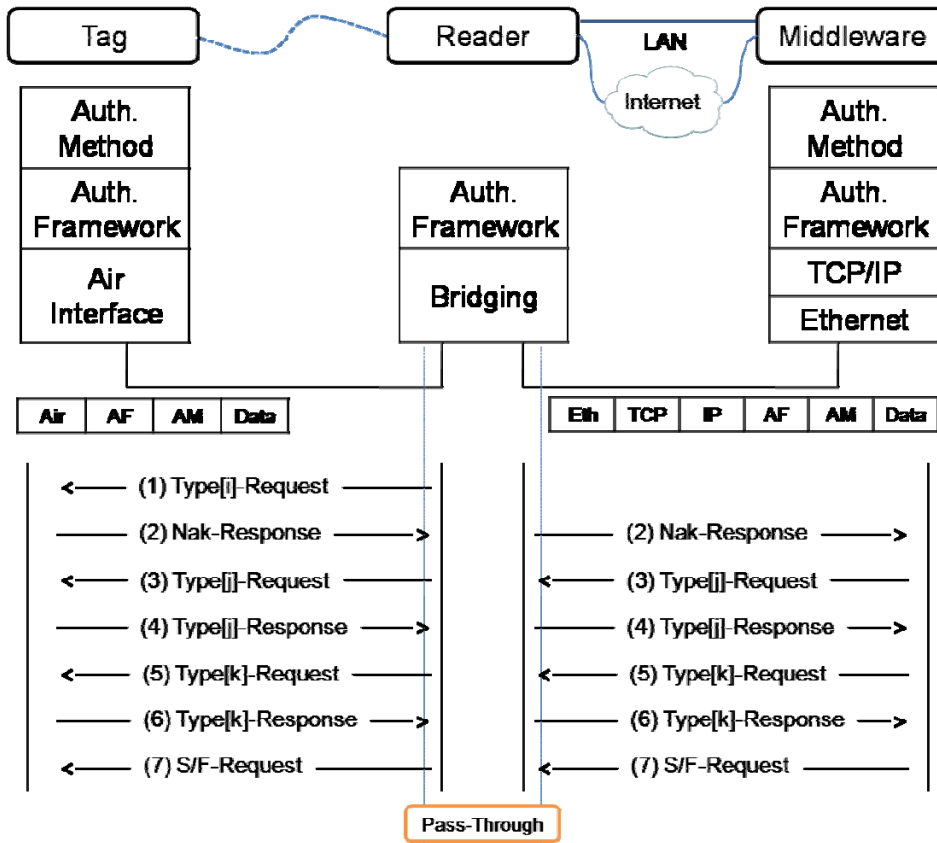 Tag
Reader
LAN
Middleware
Internet
Auth.
Method
Auth.
Framework
Air
Interface
Auth.
Framework
Bridging
Auth.
Method
Auth.
Framework
TCP/IP
Ethernet
Air AF AM Data
Eth TCP IP AF AM Data
(1) Type[i]-Request
(2) Nak-Response
(3) Type[j]-Request
(4) Type[j]-Response
(5) Type[k]-Request
(6) Type[k]-Response
(7) S/F-Request
(2) Nak-Response
(3) Type[j]-Request
(4) Type[j]-Response
(5) Type[k]-Request
(6) Type[k]-Response
(7) S/F-Request
Pass-Through